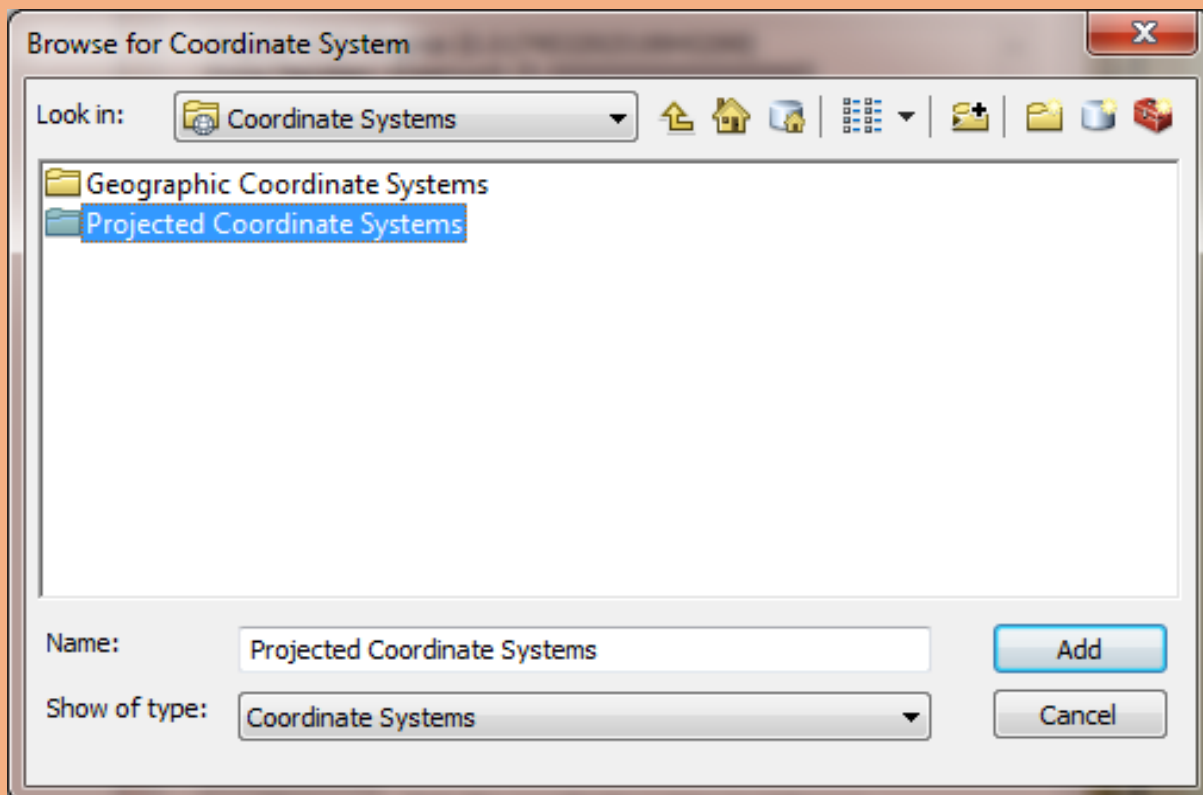 Browse for Coordinate System
Look in: Coordinate Systems
Geographic Coordinate Systems
Projected Coordinate Systems
Name: Projected Coordinate Systems Add
Show of type: Coordinate Systems Cancel